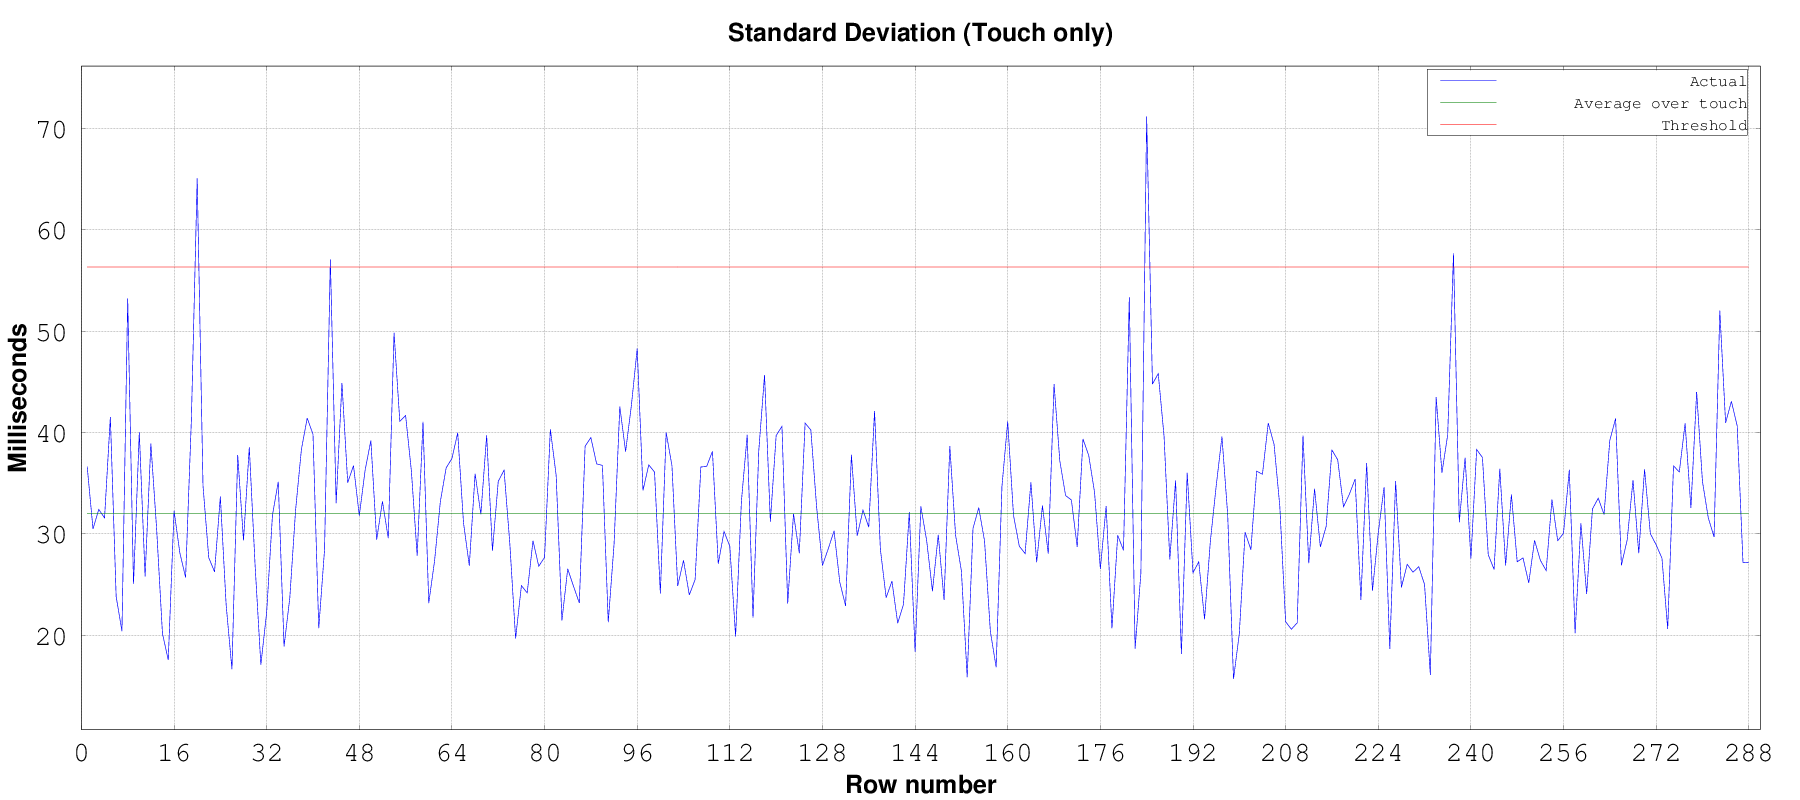 Standard Deviation (Touch only)
Actual
Average over touch
Threshold
70
60
50
40
30
20
Milliseconds
0 16 32 48 64 80 96 112 128 144 160 176 192 208 224 240 256 272 288
Row number